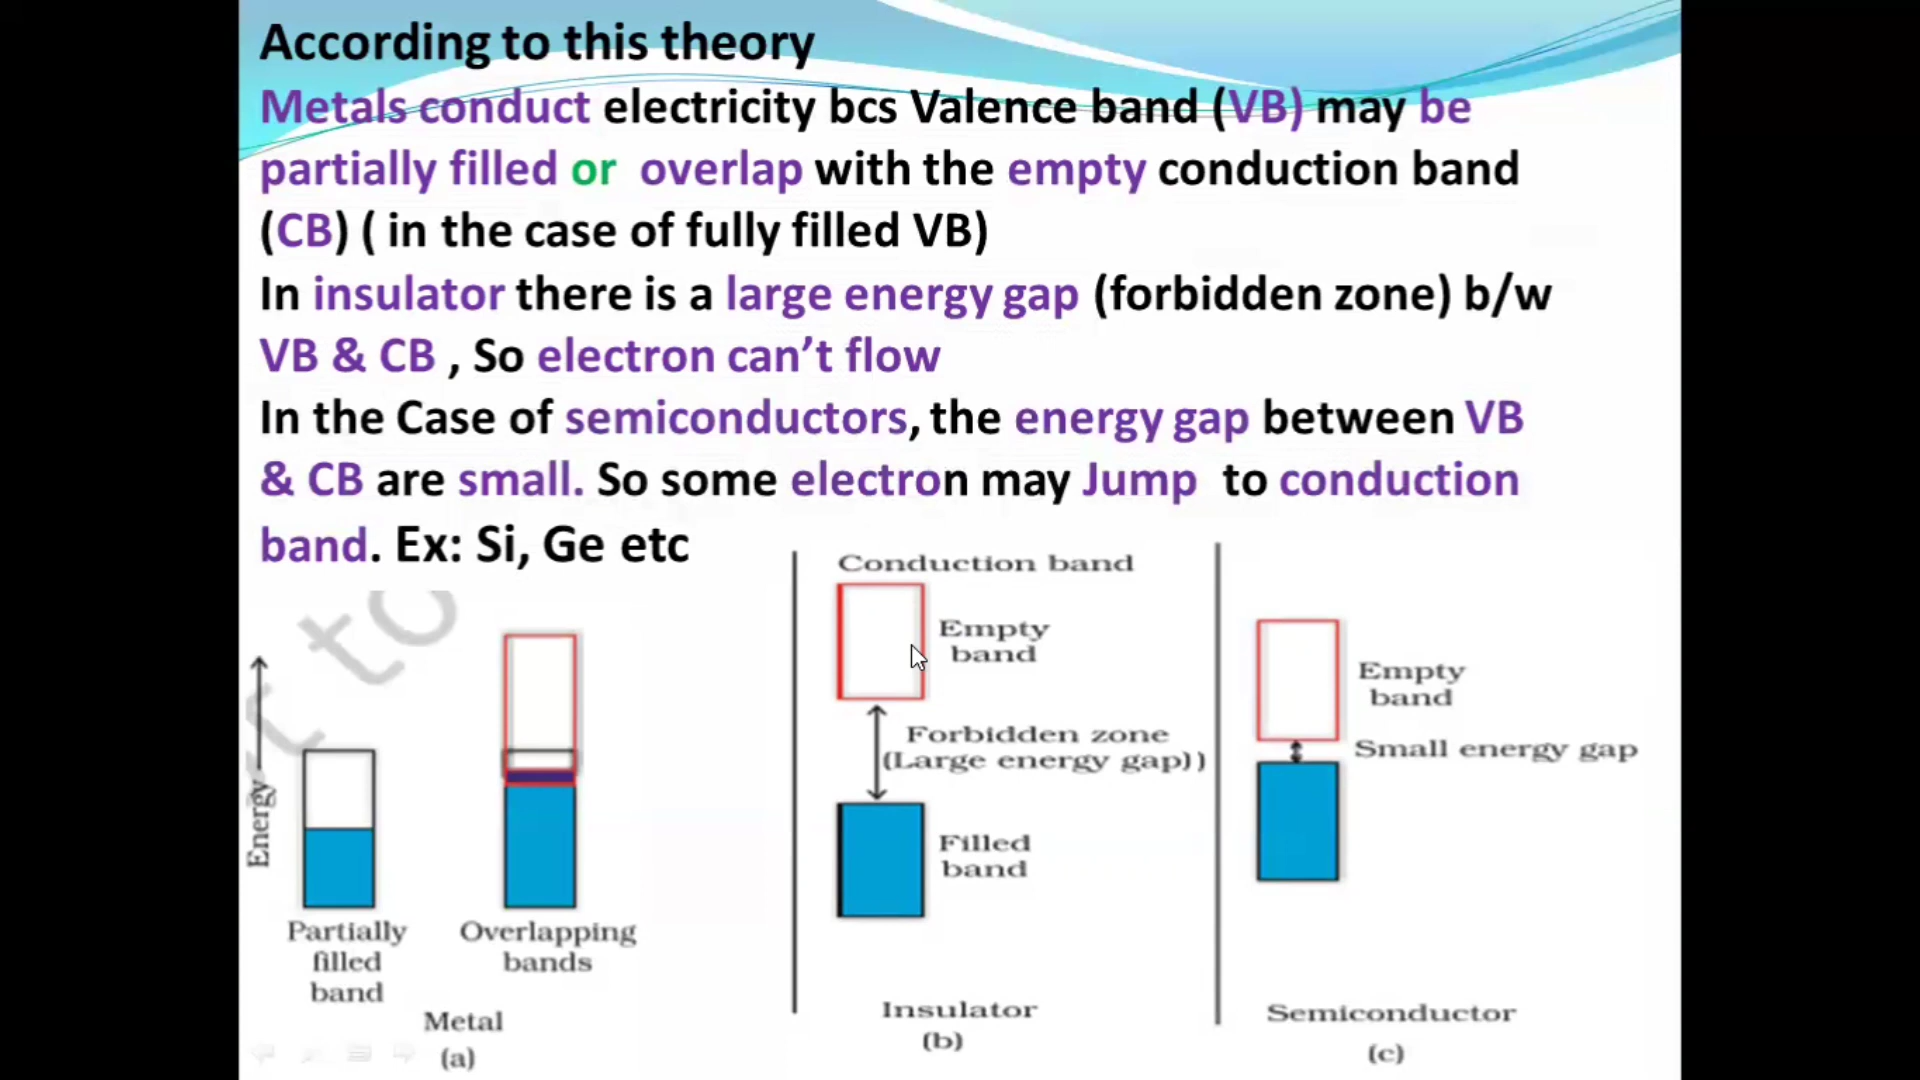 According to this theory
Metals conduct electricity bcs Valence band (VB) may be
partially filled or overlap with the empty conduction band
(CB) ( in the case of fully filled VB)
In insulator there is a large energy gap (forbidden zone) b/w
VB & CB , So electron can’t flow
In the Case of semiconductors, the energy gap between VB
& CB are small. So some electron may Jump to conduction
band. Ex: Si, Ge etc
Energy
Partially
filled
band
Overlapping
bands
Metal
(a)
Conduction band
Empty
band
Forbidden zone
(Large energy gap))
Filled
band
Insulator
(b)
Empty
band
Small energy gap
Semiconductor
(c)
to